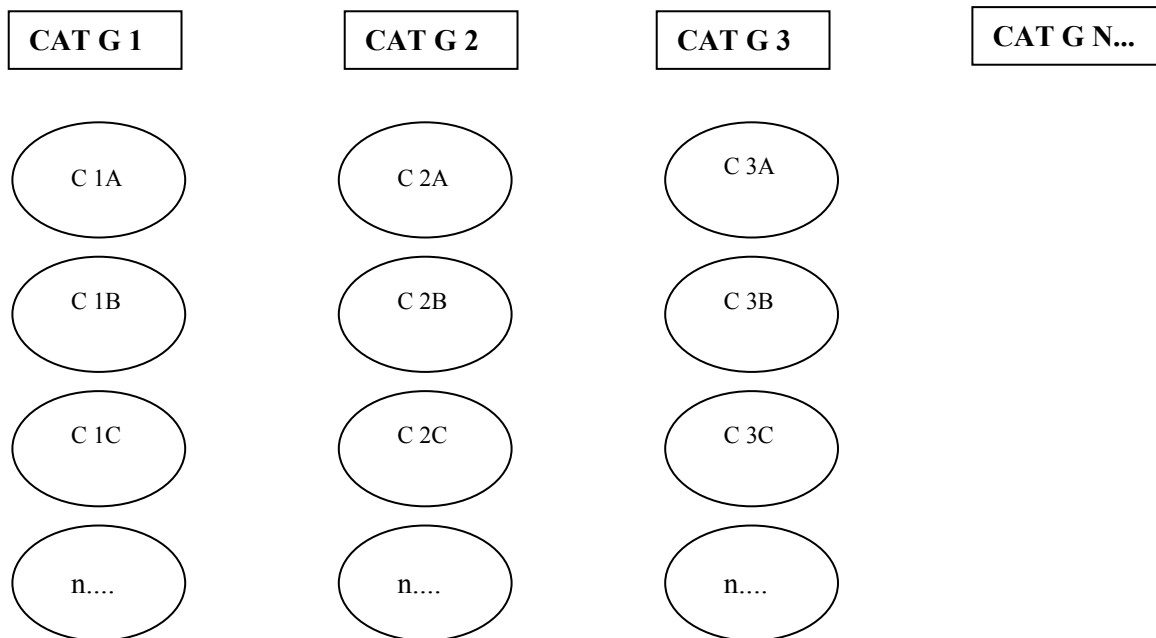 CAT G 1
CAT G 2
CAT G 3
CAT G N...
C 1A
C 2A
C 3A
C 1B
C 2B
C 3B
C 1C
C 2C
C 3C
n....
n....
n....